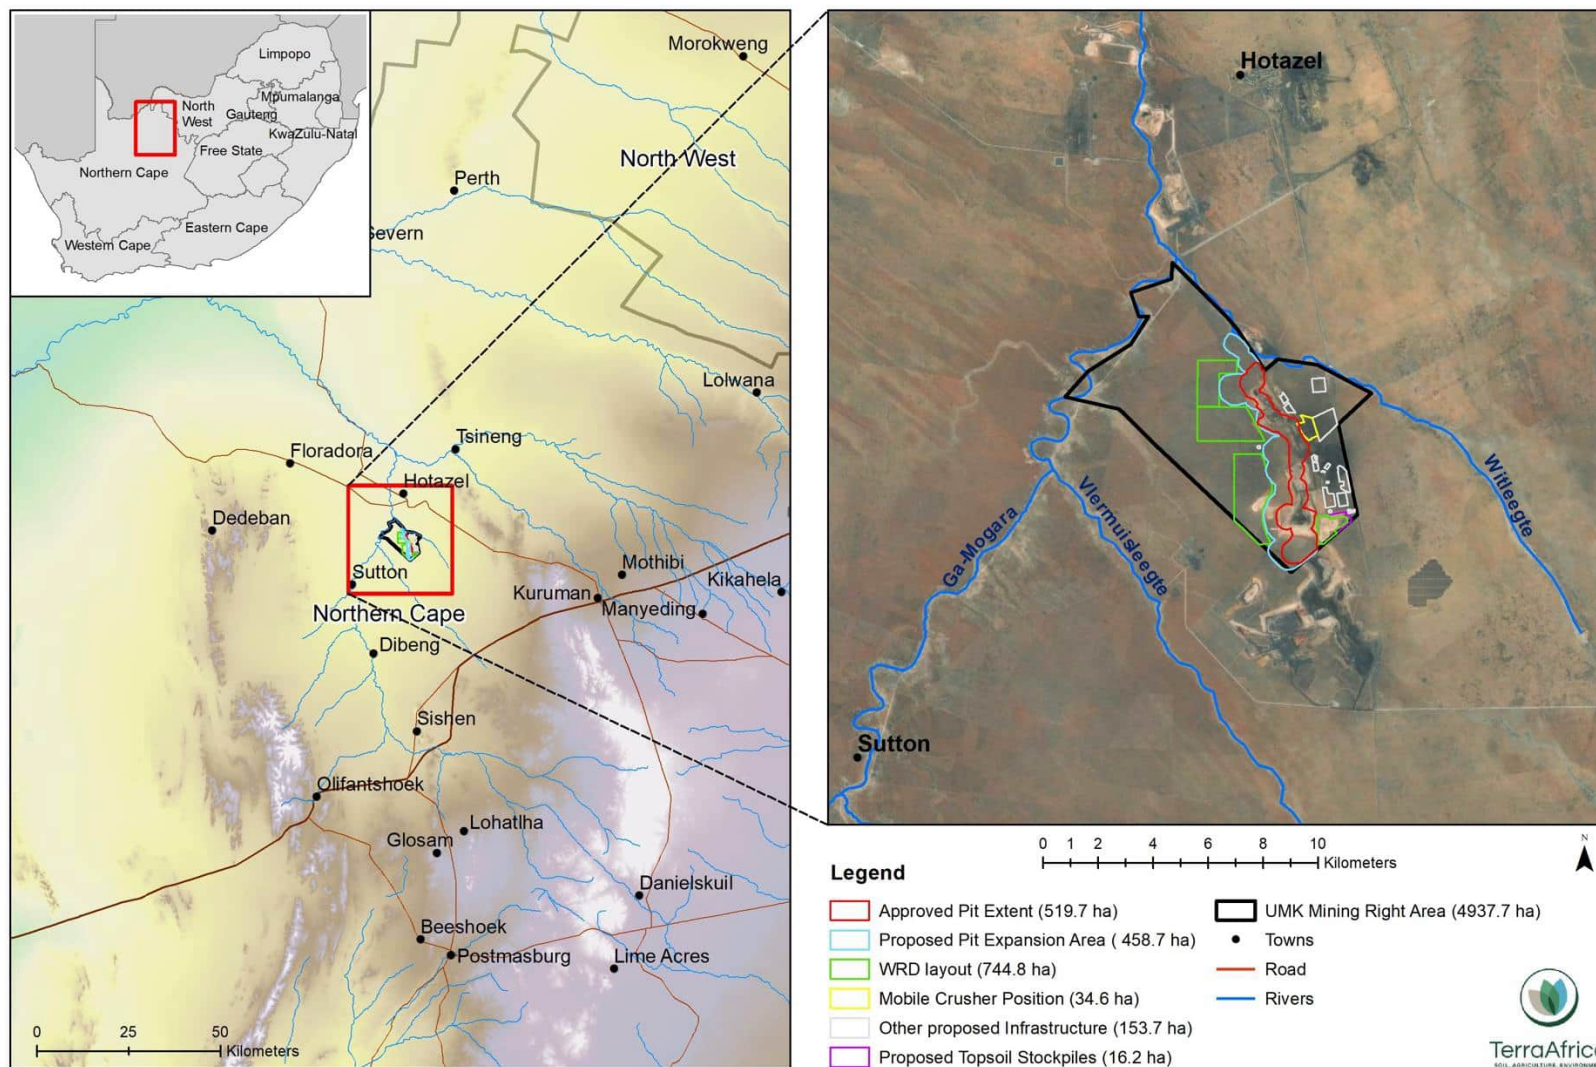 Limpopo
North
West
Gauteng
Mpumalanga
KwaZulu-Natal
Free State
Northern Cape
Eastern Cape
Western Cape
Morokweng
North West
Perth
Severn
Lolwana
Tsineng
Floradora
Hotazel
Dedeban
Sutton
Mothibi
Kikahela
Kuruman
Manyeding
Northern Cape
Dibeng
Sishen
Olifantshoek
Lohatlha
Glosam
Danielskuil
Beeshoek
Postmasburg
Lime Acres
0 25 50
Kilometers
Hotazel
Ga-Mogara
Vlermuisleegte
Witleegte
Sutton
0 1 2 4 6 8 10
Kilometers
N
Legend
Approved Pit Extent (519.7 ha)
Proposed Pit Expansion Area ( 458.7 ha)
WRD layout (744.8 ha)
Mobile Crusher Position (34.6 ha)
Other proposed Infrastructure (153.7 ha)
Proposed Topsoil Stockpiles (16.2 ha)
UMK Mining Right Area (4937.7 ha)
Towns
Road
Rivers
TerraAfrica
SOIL, AGRICULTURE, ENVIRONM